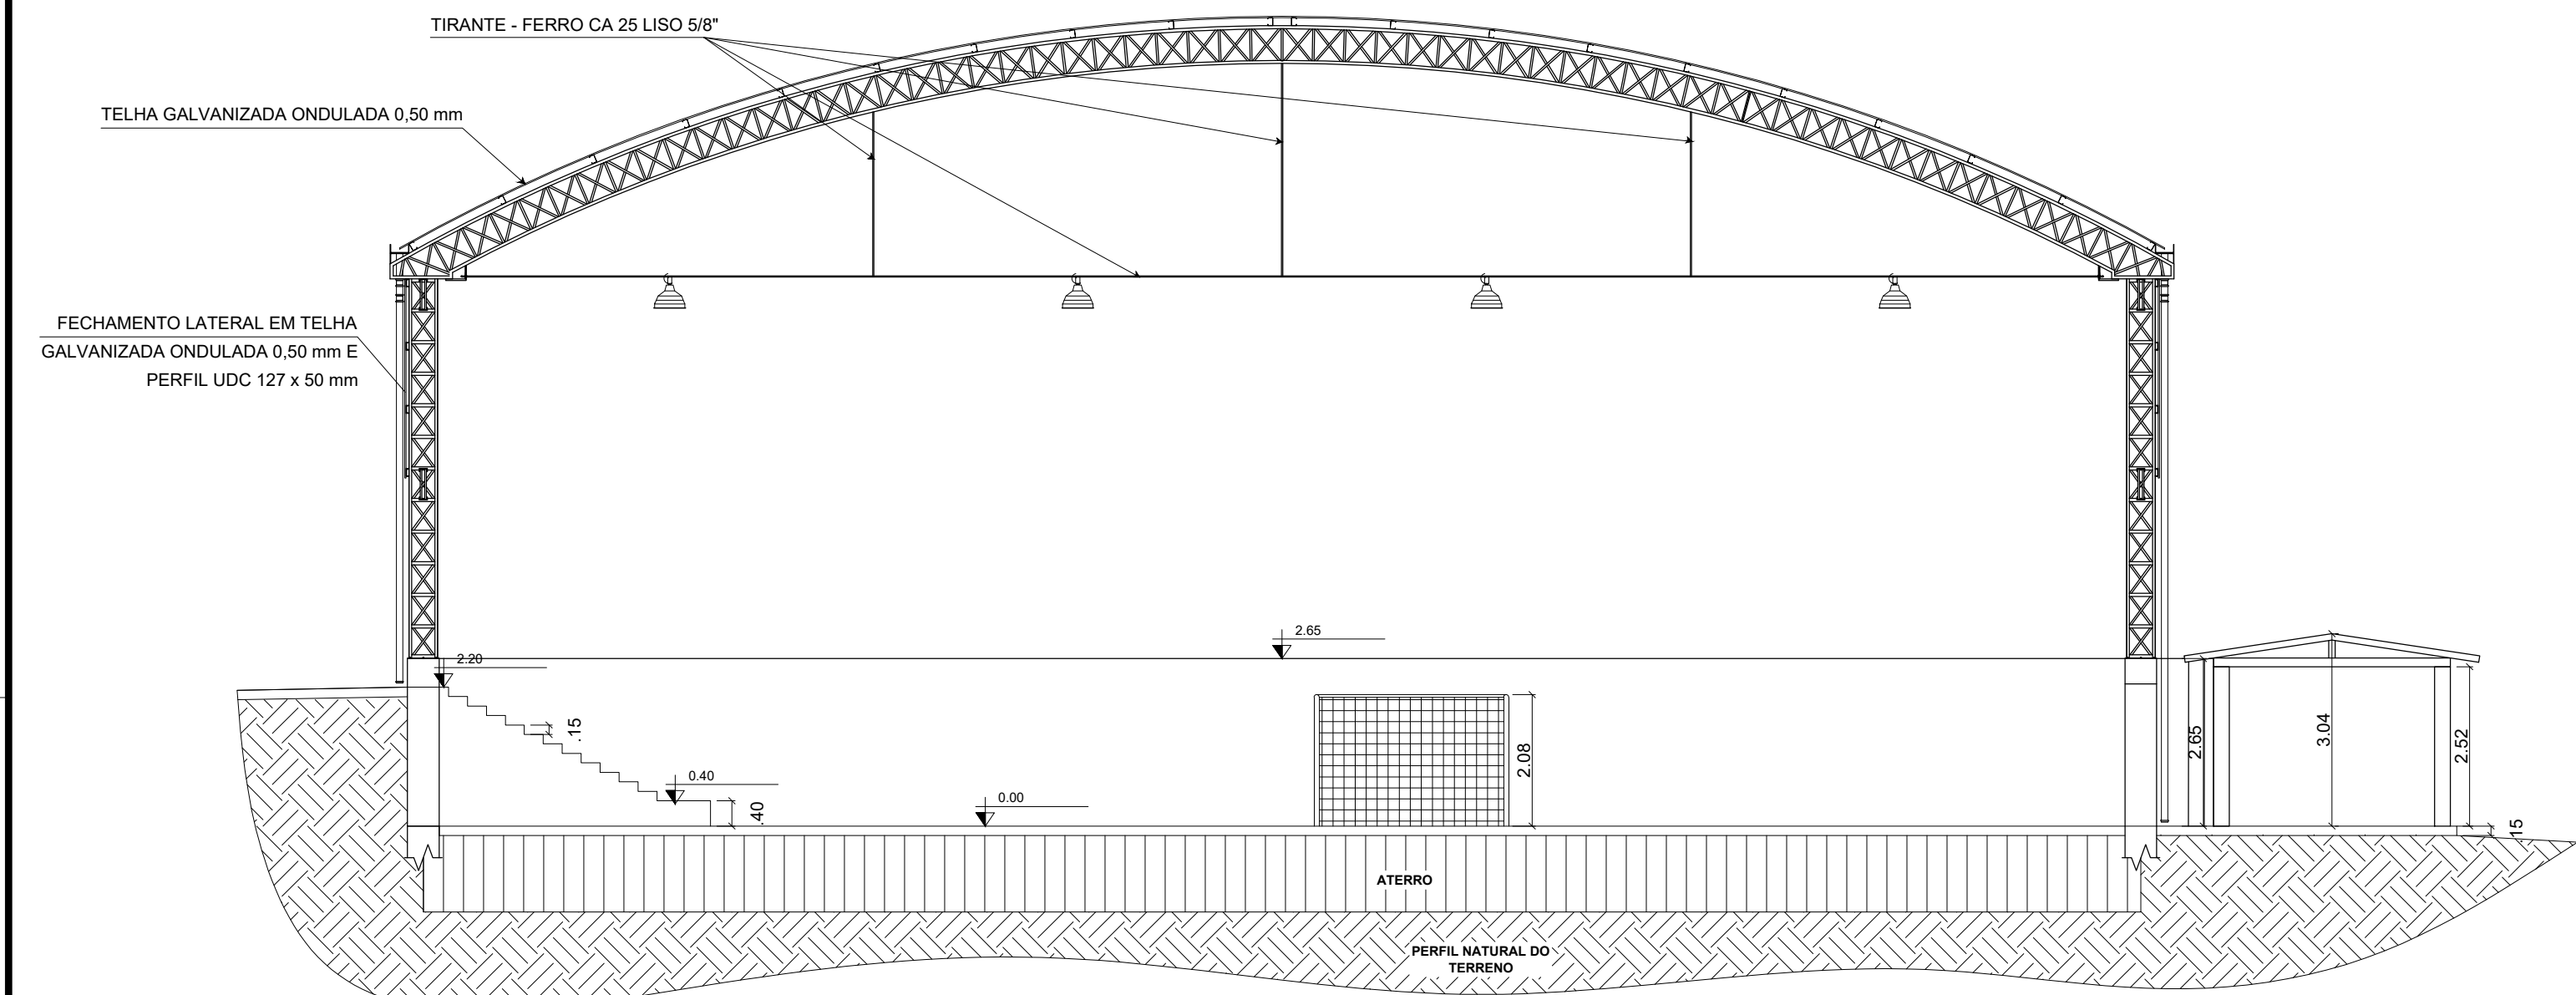 TIRANTE - FERRO CA 25 LISO 5/8"
TELHA GALVANIZADA ONDULADA 0,50 mm
FECHAMENTO LATERAL EM TELHA
GALVANIZADA ONDULADA 0,50 mm E
PERFIL UDC 127 x 50 mm
2.65
2.20
.15
0.40
.40
0.00
2.08
2.65
3.04
2.52
.15
ATERRO
PERFIL NATURAL DO
TERRENO